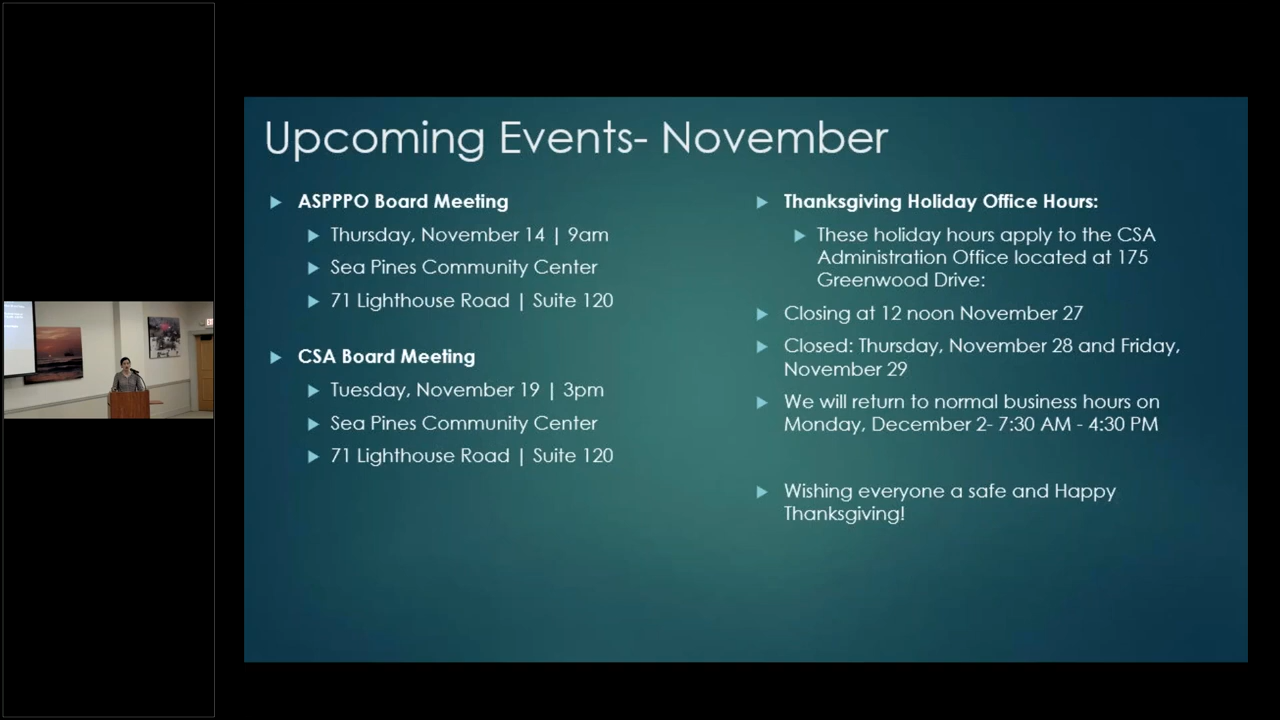 Upcoming Events- November
ASPPPO Board Meeting
Thursday, November 14 | 9am
Sea Pines Community Center
71 Lighthouse Road | Suite 120
CSA Board Meeting
Tuesday, November 19 | 3pm
Sea Pines Community Center
71 Lighthouse Road | Suite 120
Thanksgiving Holiday Office Hours:
These holiday hours apply to the CSA
Administration Office located at 175
Greenwood Drive:
Closing at 12 noon November 27
Closed: Thursday, November 28 and Friday,
November 29
We will return to normal business hours on
Monday, December 2- 7:30 AM - 4:30 PM
Wishing everyone a safe and Happy
Thanksgiving!